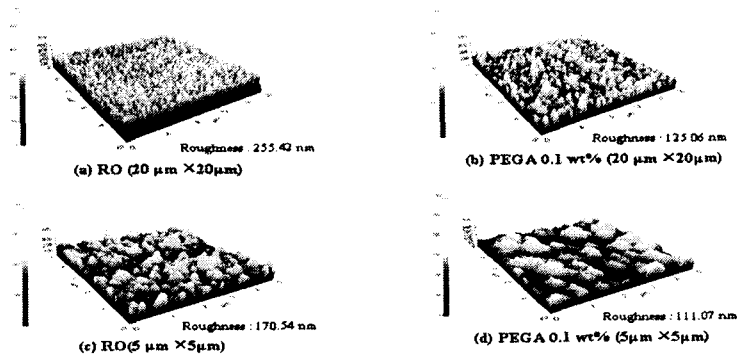 Roughness : 255.42 nm
(a) RO (20 μm ×20μm)
Roughness : 125.06 nm
(b) PEGA 0.1 wt% (20 μm ×20μm)
Roughness : 170.54 nm
(c) RO(5 μm ×5μm)
Roughness : 111.07 nm
(d) PEGA 0.1 wt% (5μm ×5μm)